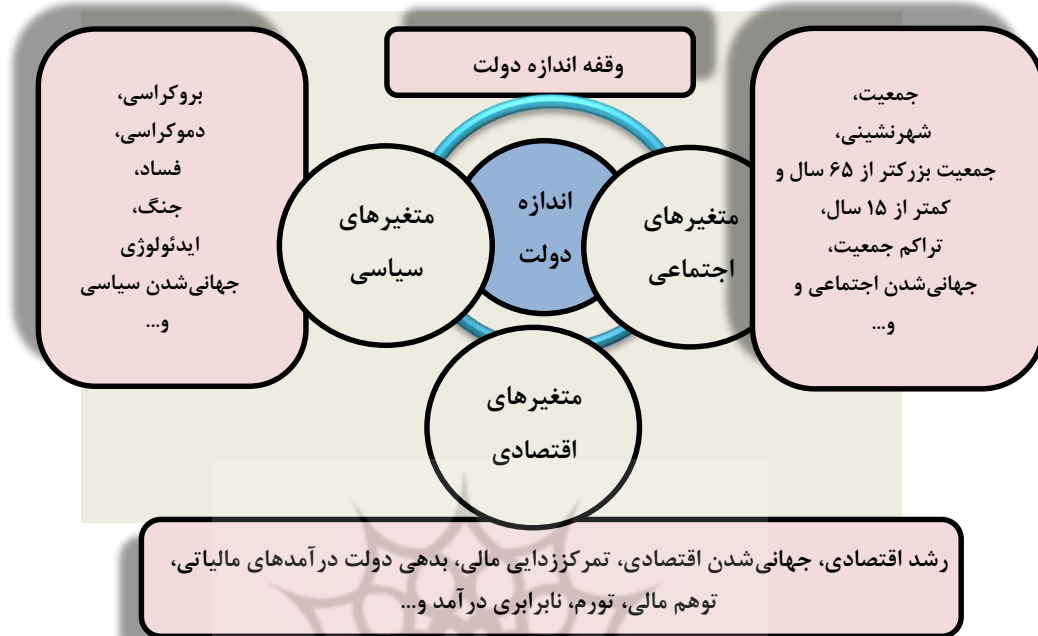 وقفه اندازه دولت
جمعیت،
شهرنشینی،
جمعیت بزرکتر از ۶۵ سال و
کمتر از ۱۵ سال،
تراکم جمعیت،
جهانی‌شدن اجتماعی و
و...
متغیرهای
اجتماعی
اندازه
دولت
متغیرهای
سیاسی
بروکراسی،
دموکراسی،
فساد،
جنگ،
ایدئولوژی
جهانی‌شدن سیاسی
و...
متغیرهای
اقتصادی
رشد اقتصادی، جهانی‌شدن اقتصادی، تمرکززدایی مالی، بدهی دولت درآمدهای مالیاتی،
توهم مالی، تورم، نابرابری درآمد و...